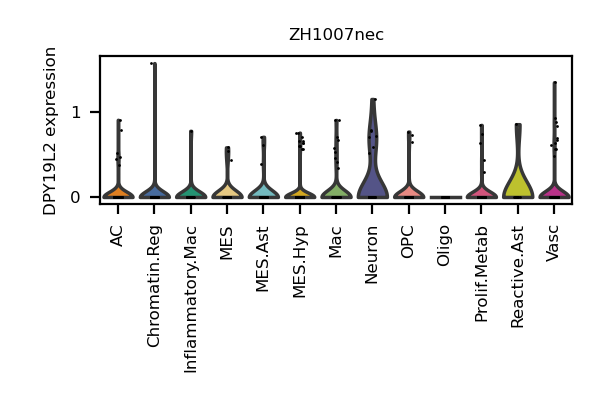 ZH1007nec
DPY19L2 expression
1
0
AC
Chromatin.Reg
Inflammatory.Mac
MES
MES.Ast
MES.Hyp
Mac
Neuron
OPC
Oligo
Prolif.Metab
Reactive.Ast
Vasc